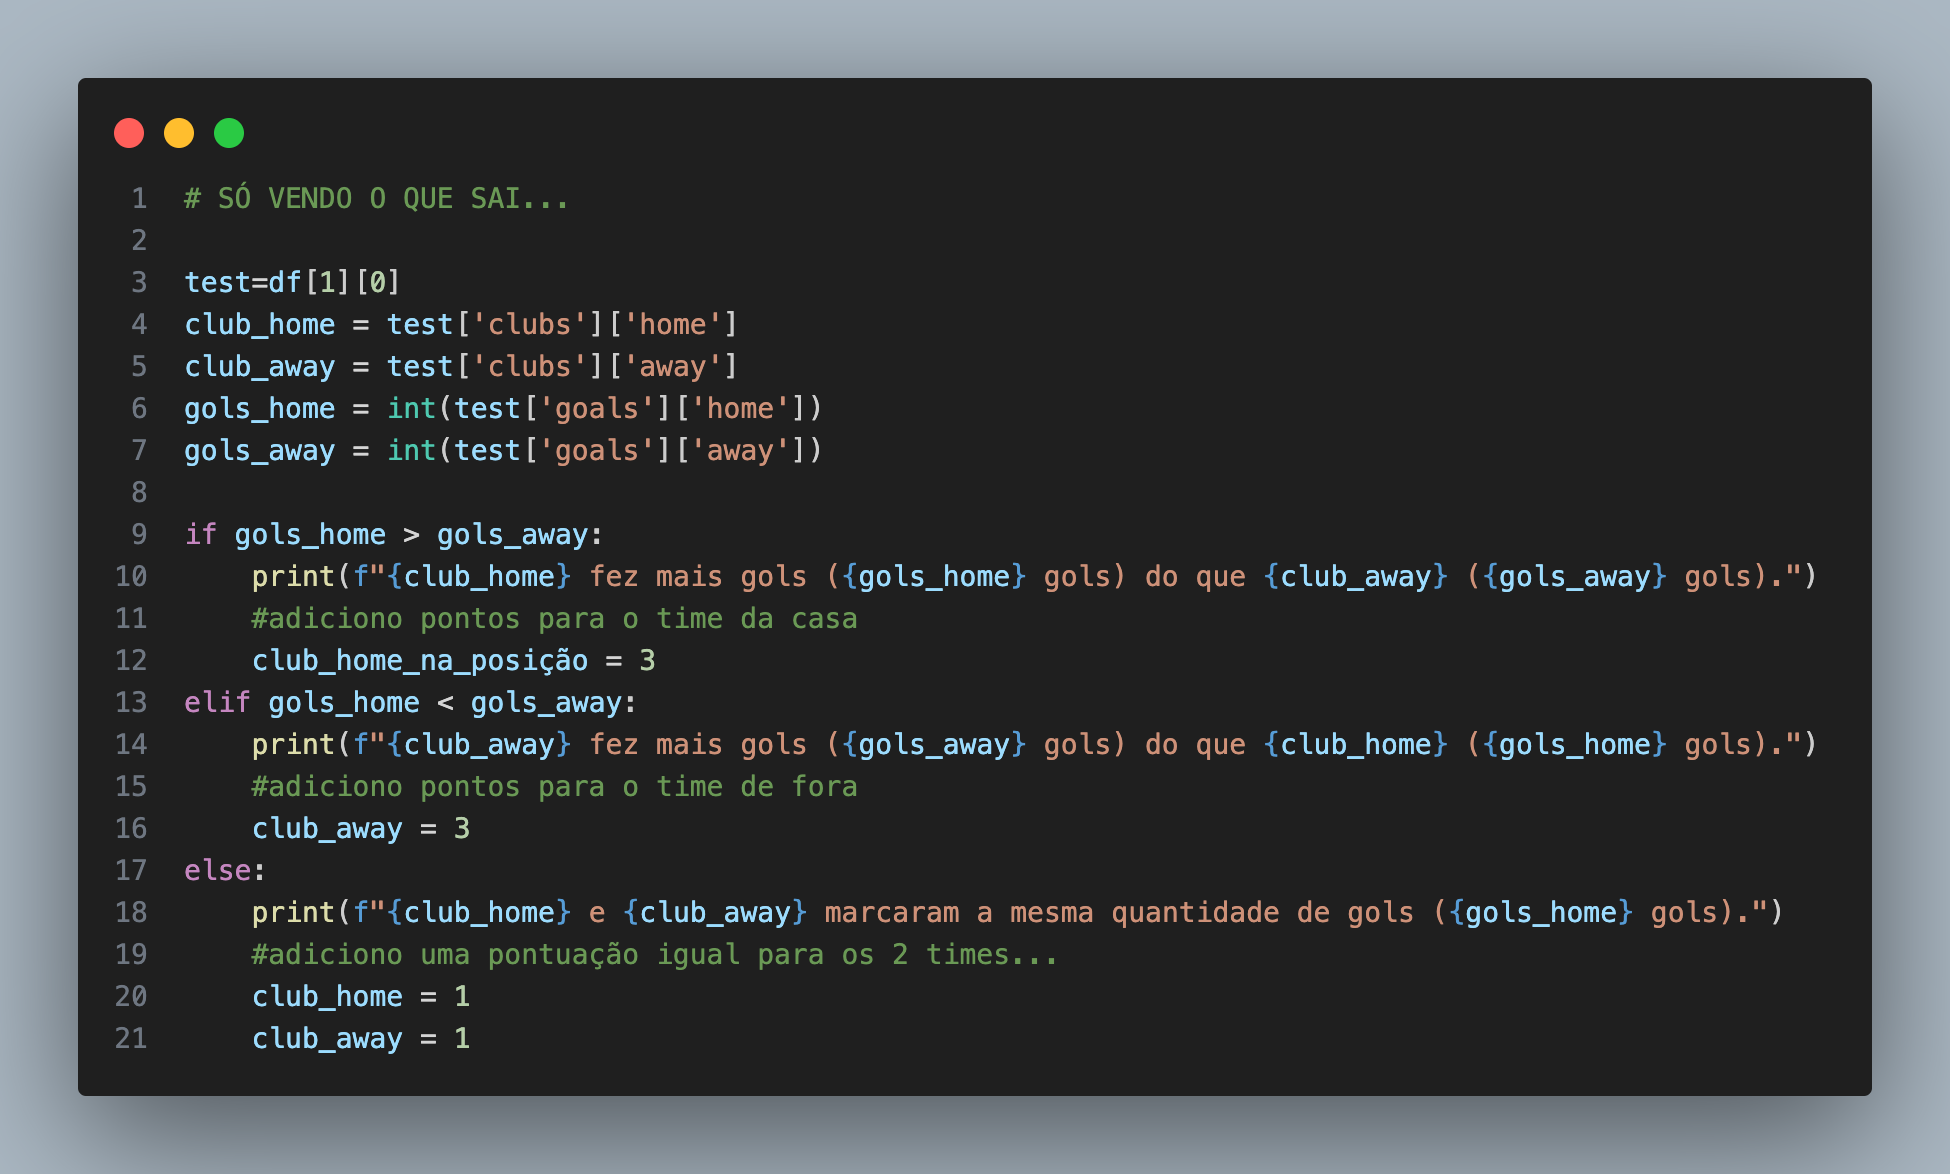 1 # SÓ VENDO O QUE SAI...
2
3 test=df[1][0]
4 club_home = test['clubs']['home']
5 club_away = test['clubs']['away']
6 gols_home = int(test['goals']['home'])
7 gols_away = int(test['goals']['away'])
8
9 if gols_home > gols_away:
10     print(f"{club_home} fez mais gols ({gols_home} gols) do que {club_away} ({gols_away} gols).")
11     #adiciono pontos para o time da casa
12     club_home_na_posição = 3
13 elif gols_home < gols_away:
14     print(f"{club_away} fez mais gols ({gols_away} gols) do que {club_home} ({gols_home} gols).")
15     #adiciono pontos para o time de fora
16     club_away = 3
17 else:
18     print(f"{club_home} e {club_away} marcaram a mesma quantidade de gols ({gols_home} gols).")
19     #adiciono uma pontuação igual para os 2 times...
20     club_home = 1
21     club_away = 1